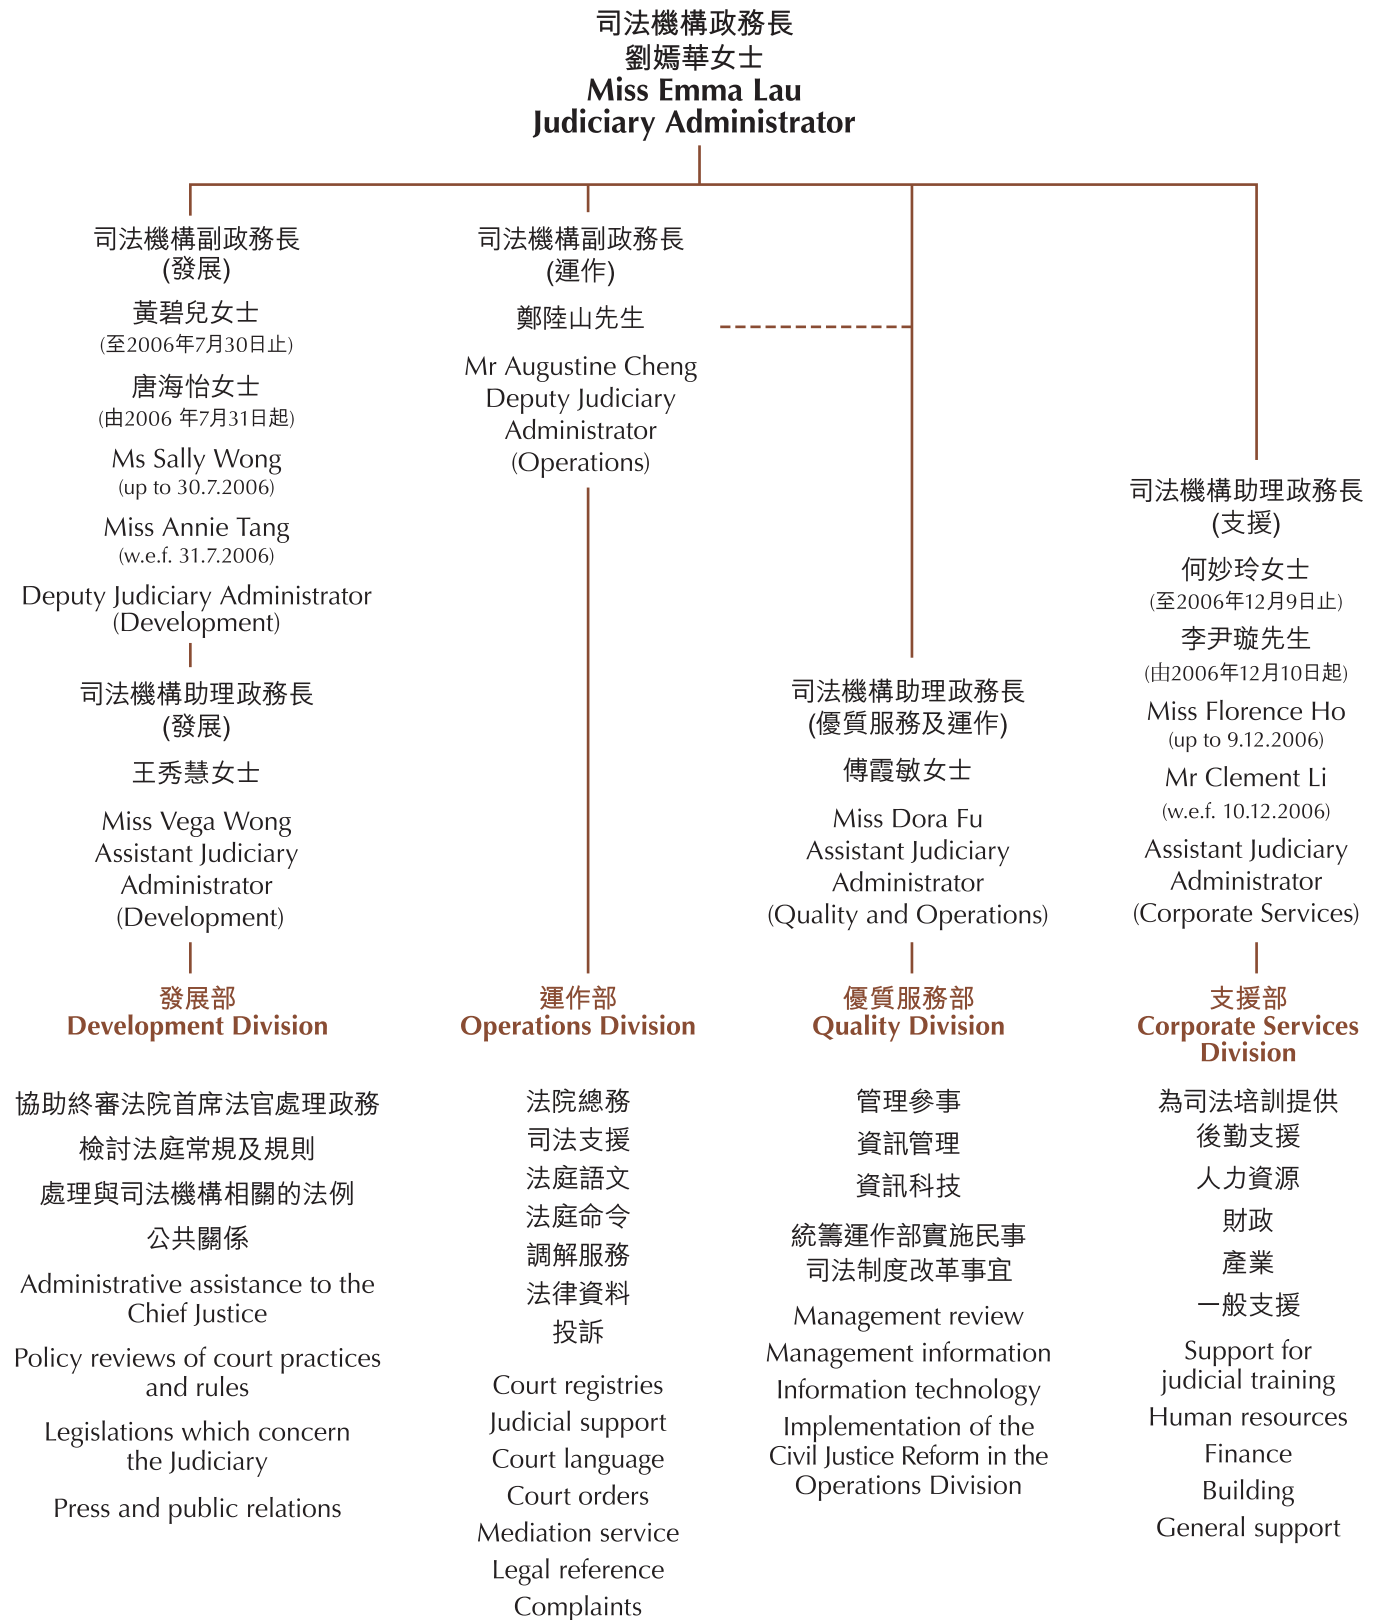 司法機構政務長
劉嫣華女士
Miss Emma Lau
Judiciary Administrator
司法機構副政務長
(發展)
黃碧兒女士
(至2006年7月30日止)
唐海怡女士
(由2006 年7月31日起)
Ms Sally Wong
(up to 30.7.2006)
Miss Annie Tang
(w.e.f. 31.7.2006)
Deputy Judiciary Administrator
(Development)
司法機構助理政務長
(發展)
王秀慧女士
Miss Vega Wong
Assistant Judiciary
Administrator
(Development)
發展部
Development Division
協助終審法院首席法官處理政務
檢討法庭常規及規則
處理與司法機構相關的法例
公共關係
Administrative assistance to the
Chief Justice
Policy reviews of court practices
and rules
Legislations which concern
the Judiciary
Press and public relations
司法機構副政務長
(運作)
鄭陸山先生
Mr Augustine Cheng
Deputy Judiciary
Administrator
(Operations)
運作部
Operations Division
法院總務
司法支援
法庭語文
法庭命令
調解服務
法律資料
投訴
Court registries
Judicial support
Court language
Court orders
Mediation service
Legal reference
Complaints
司法機構助理政務長
(優質服務及運作)
傅霞敏女士
Miss Dora Fu
Assistant Judiciary
Administrator
(Quality and Operations)
優質服務部
Quality Division
管理參事
資訊管理
資訊科技
統籌運作部實施民事
司法制度改革事宜
Management review
Management information
Information technology
Implementation of the
Civil Justice Reform in the
Operations Division
司法機構助理政務長
(支援)
何妙玲女士
(至2006年12月9日止)
李尹璇先生
(由2006年12月10日起)
Miss Florence Ho
(up to 9.12.2006)
Mr Clement Li
(w.e.f. 10.12.2006)
Assistant Judiciary
Administrator
(Corporate Services)
支援部
Corporate Services
Division
為司法培訓提供
後勤支援
人力資源
財政
產業
一般支援
Support for
judicial training
Human resources
Finance
Building
General support